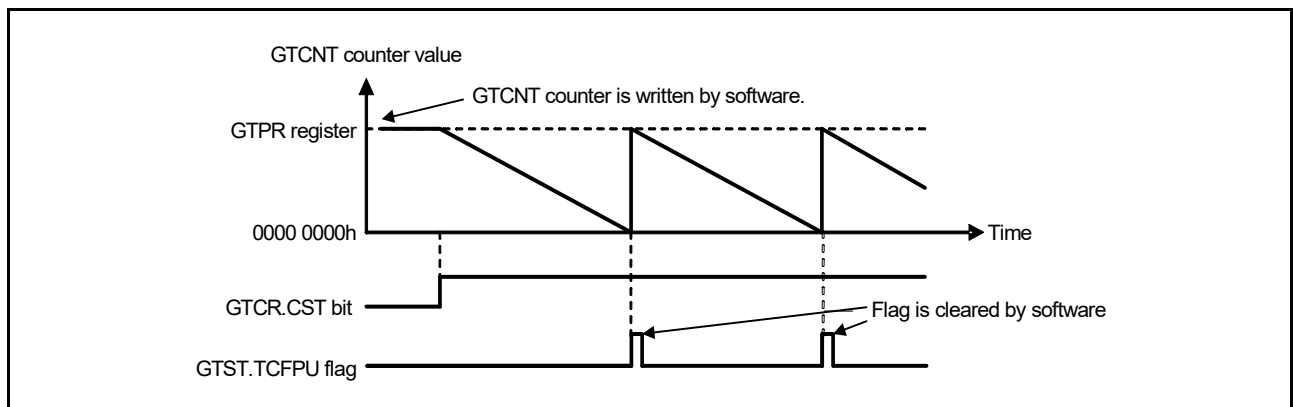 GTCNT counter value
GTCNT counter is written by software.
GTPR register
0000 0000h
Time
GTCR.CST bit
Flag is cleared by software
GTST.TCFPU flag